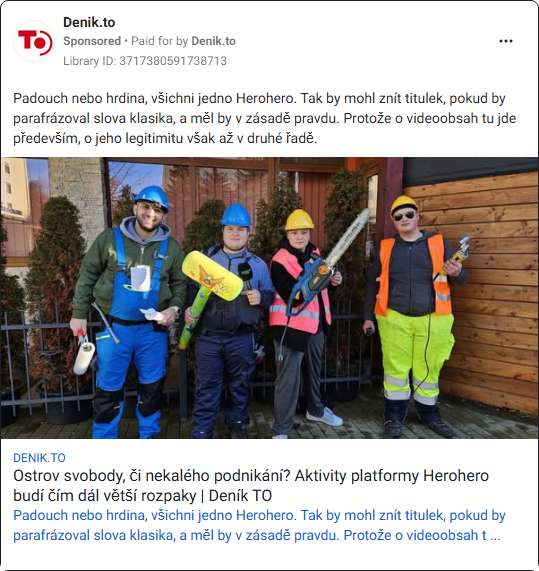 Denik.to
Sponsored • Paid for by Denik.to
Library ID: 3717380591738713
TO
Padouch nebo hrdina, všichni jedno Herohero. Tak by mohl znít titulek, pokud by
parafrázoval slova klasika, a měl by v zásadě pravdu. Protože o videoobsah tu jde
především, o jeho legitimitu však až v druhé řadě.
DENIK.TO
Ostrov svobody, či nekalého podnikání? Aktivity platformy Herohero
budí čím dál větší rozpaky | Deník TO
Padouch nebo hrdina, všichni jedno Herohero. Tak by mohl znít titulek, pokud by
parafrázoval slova klasika, a měl by v zásadě pravdu. Protože o videoobsah t ...